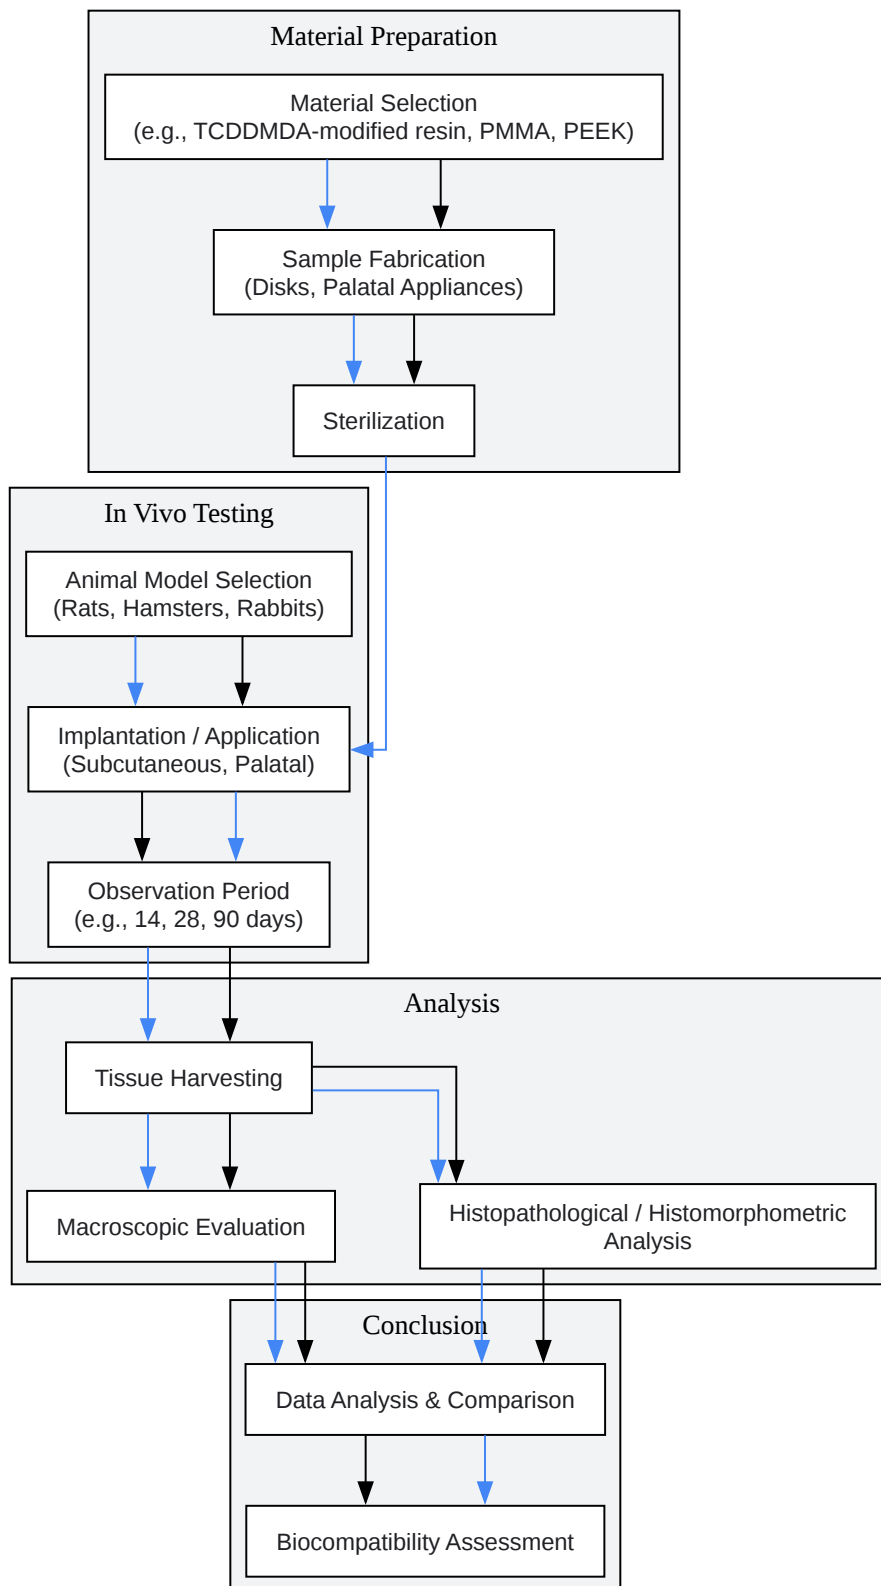 Material Preparation
Material Selection
(e.g., TCDDMDA-modified resin, PMMA, PEEK)
Sample Fabrication
(Disks, Palatal Appliances)
Sterilization
In Vivo Testing
Animal Model Selection
(Rats, Hamsters, Rabbits)
Implantation / Application
(Subcutaneous, Palatal)
Observation Period
(e.g., 14, 28, 90 days)
Analysis
Tissue Harvesting
Macroscopic Evaluation
Histopathological / Histomorphometric
Analysis
Conclusion
Data Analysis & Comparison
Biocompatibility Assessment